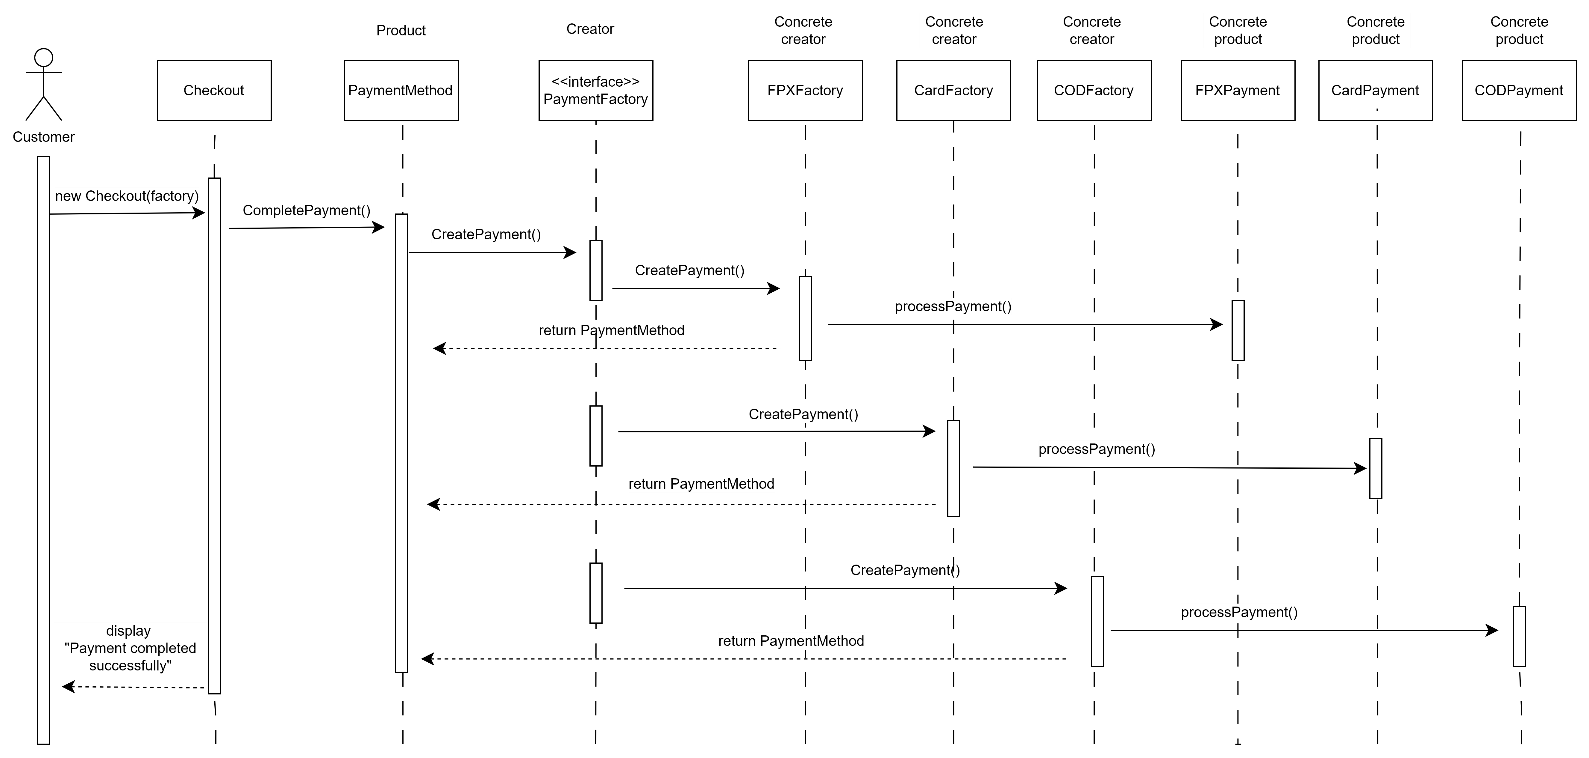 Product
Creator
Concrete
creator
Concrete
creator
Concrete
creator
Concrete
product
Concrete
product
Concrete
product
Customer
Checkout
PaymentMethod
<<interface>>
PaymentFactory
FPXFactory
CardFactory
CODFactory
FPXPayment
CardPayment
CODPayment
new Checkout(factory)
CompletePayment()
CreatePayment()
CreatePayment()
processPayment()
return PaymentMethod
CreatePayment()
processPayment()
return PaymentMethod
CreatePayment()
processPayment()
return PaymentMethod
display
"Payment completed
successfully"